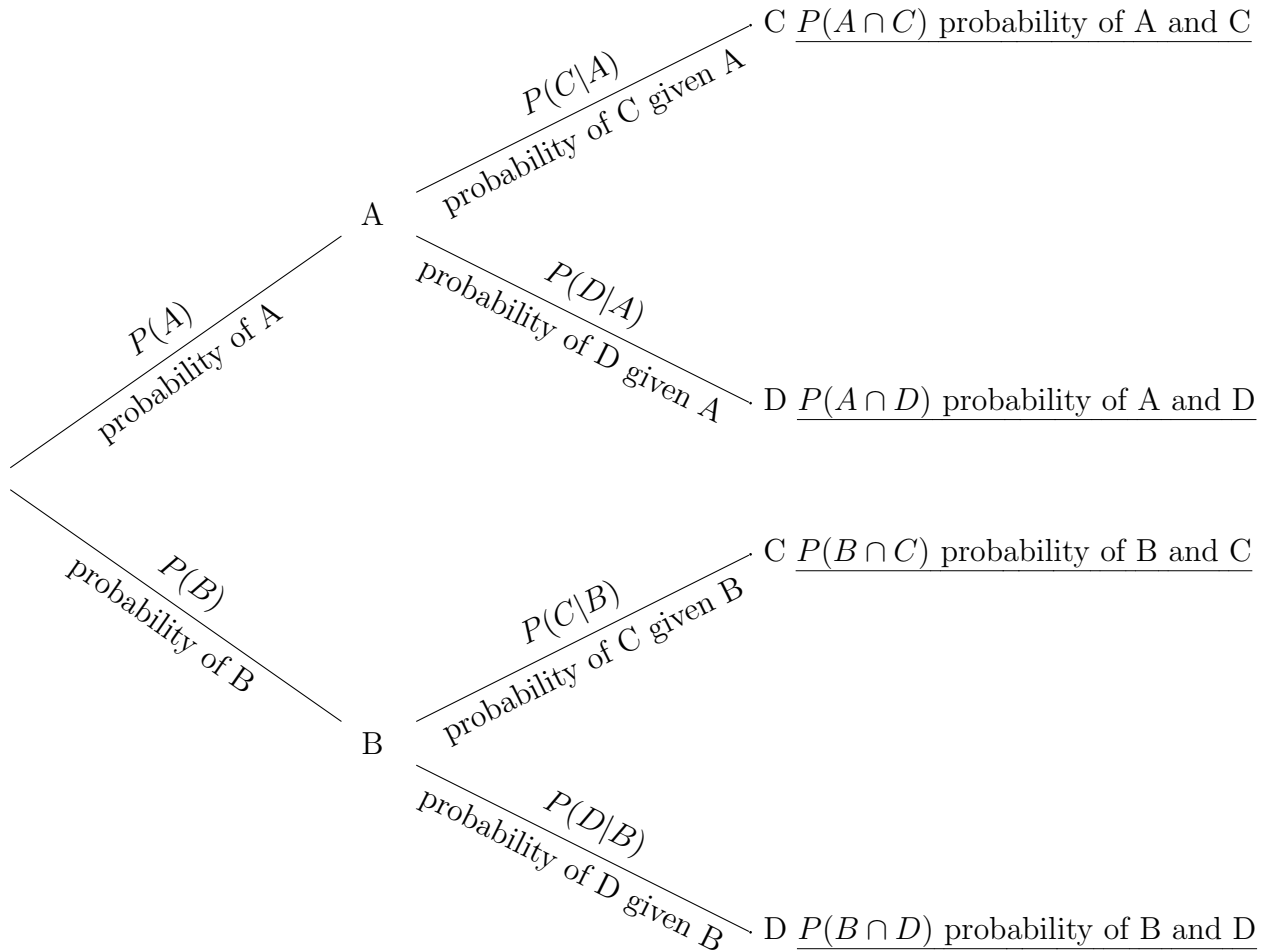 C P(A ∩ C) probability of A and C
P(C|A)
probability of C given A
A
P(D|A)
probability of D given A
P(A)
probability of A
D P(A ∩ D) probability of A and D
C P(B ∩ C) probability of B and C
P(B)
probability of B
P(C|B)
probability of C given B
B
P(D|B)
probability of D given B
D P(B ∩ D) probability of B and D